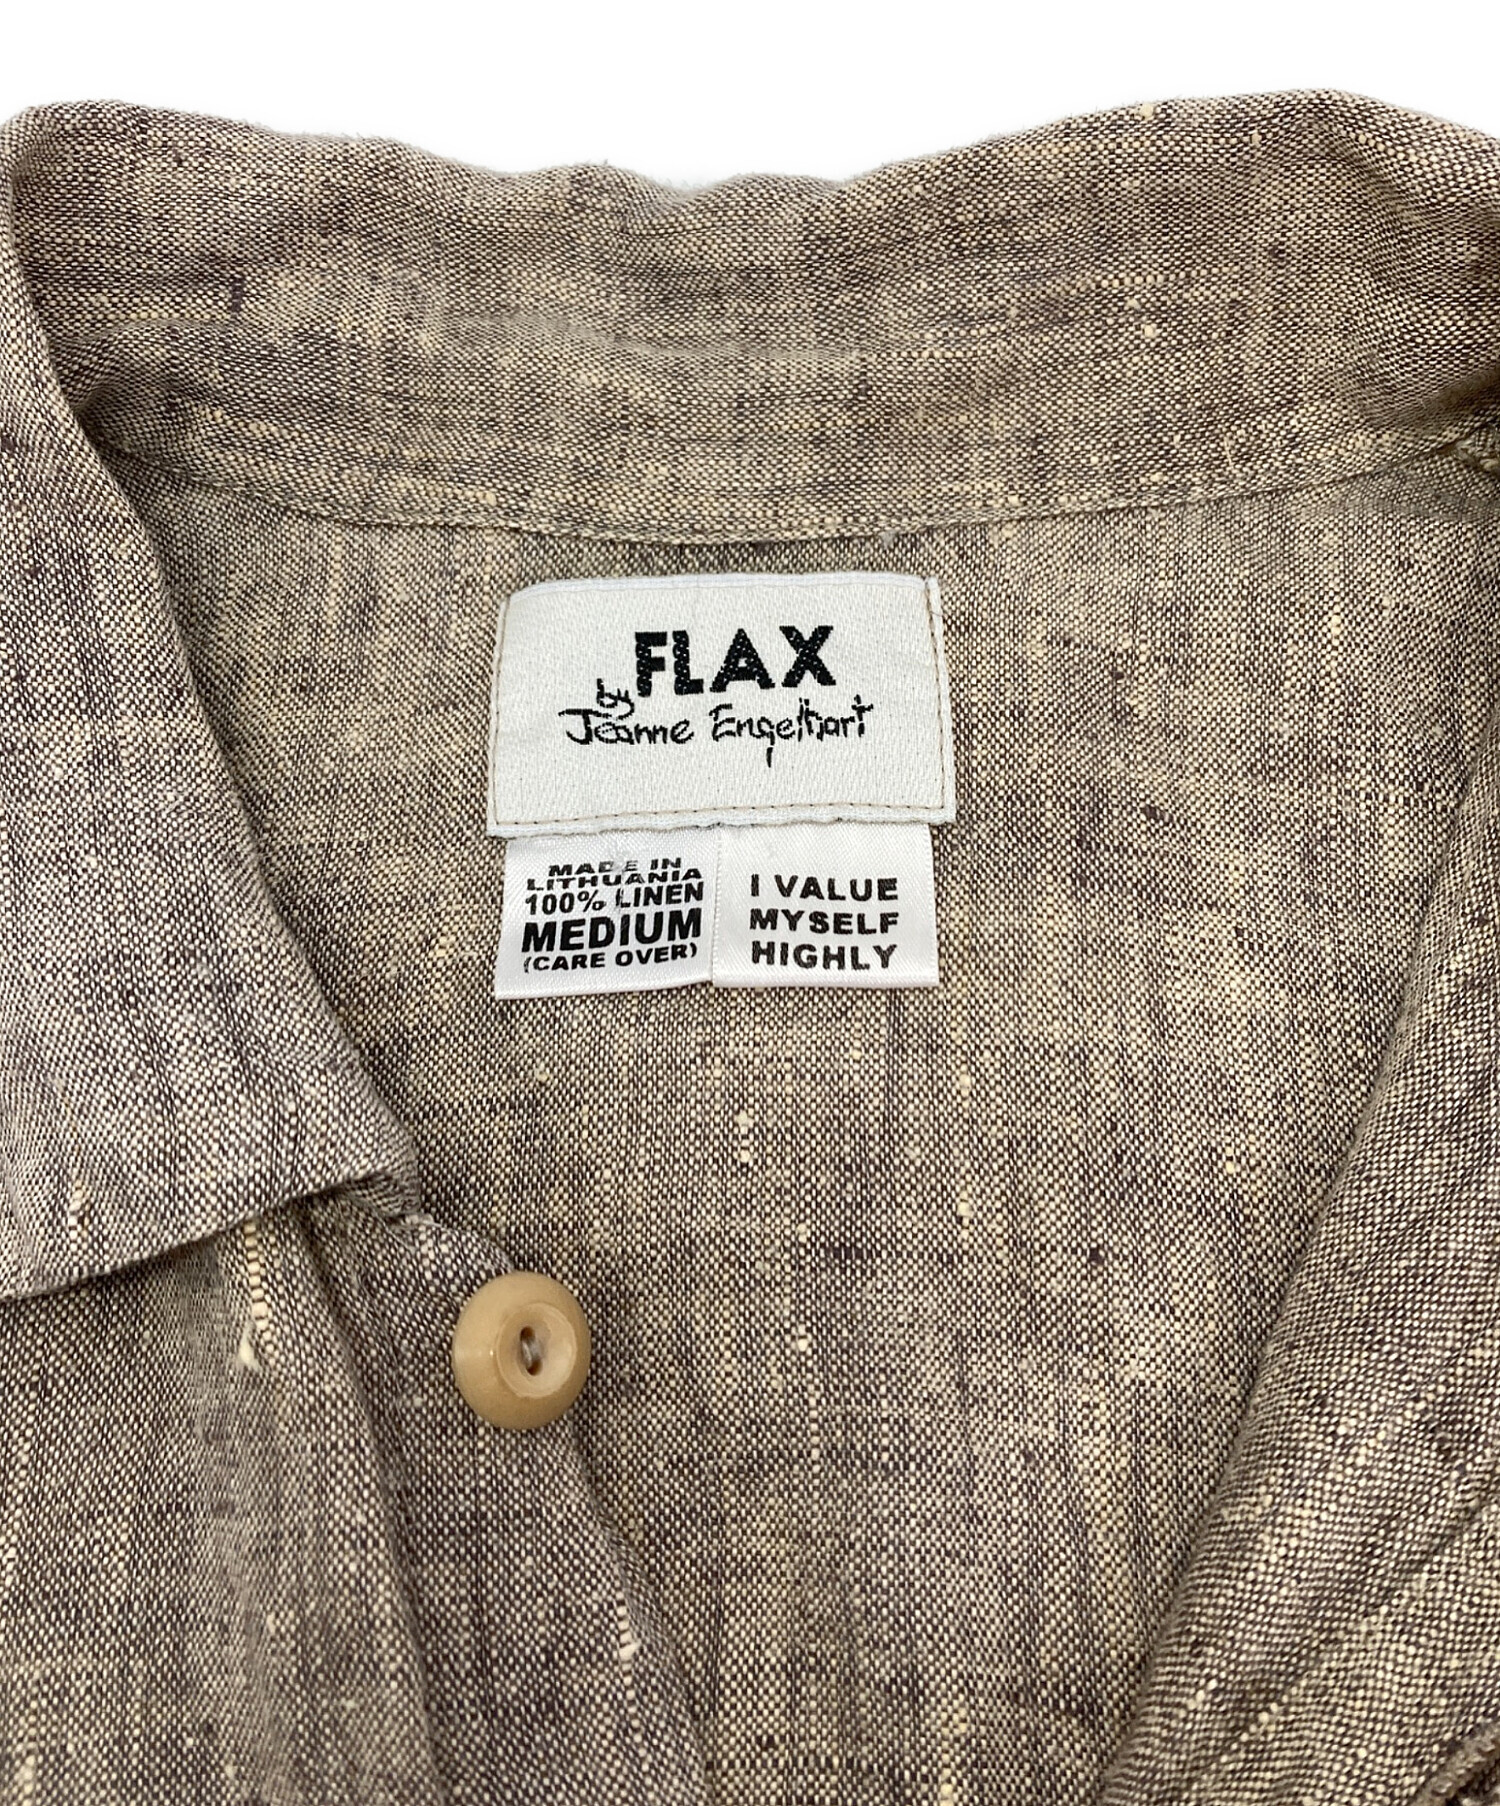 FLAX
by
Jeanne Engelhart
MADE IN
LITHUANIA
100% LINEN
MEDIUM
(CARE OVER)
I VALUE
MYSELF
HIGHLY